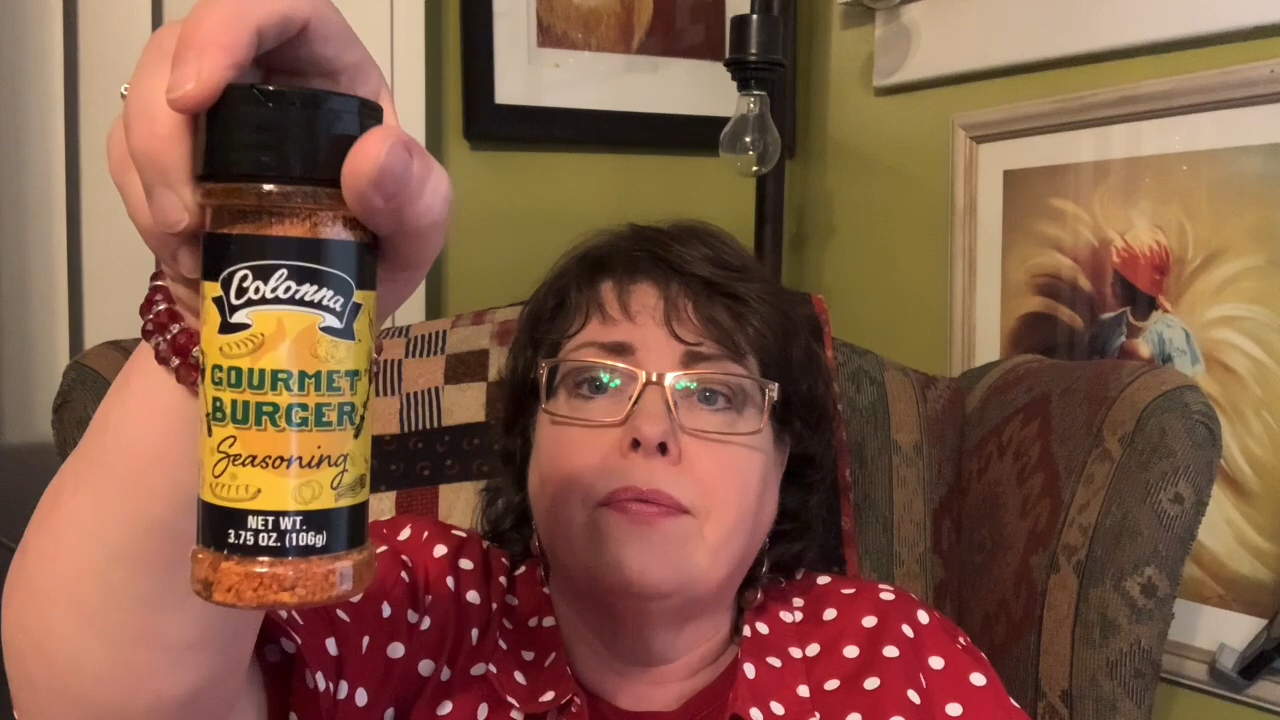 Colonna
GOURMET
BURGER
Seasoning
NET WT.
3.75 OZ. (106g)